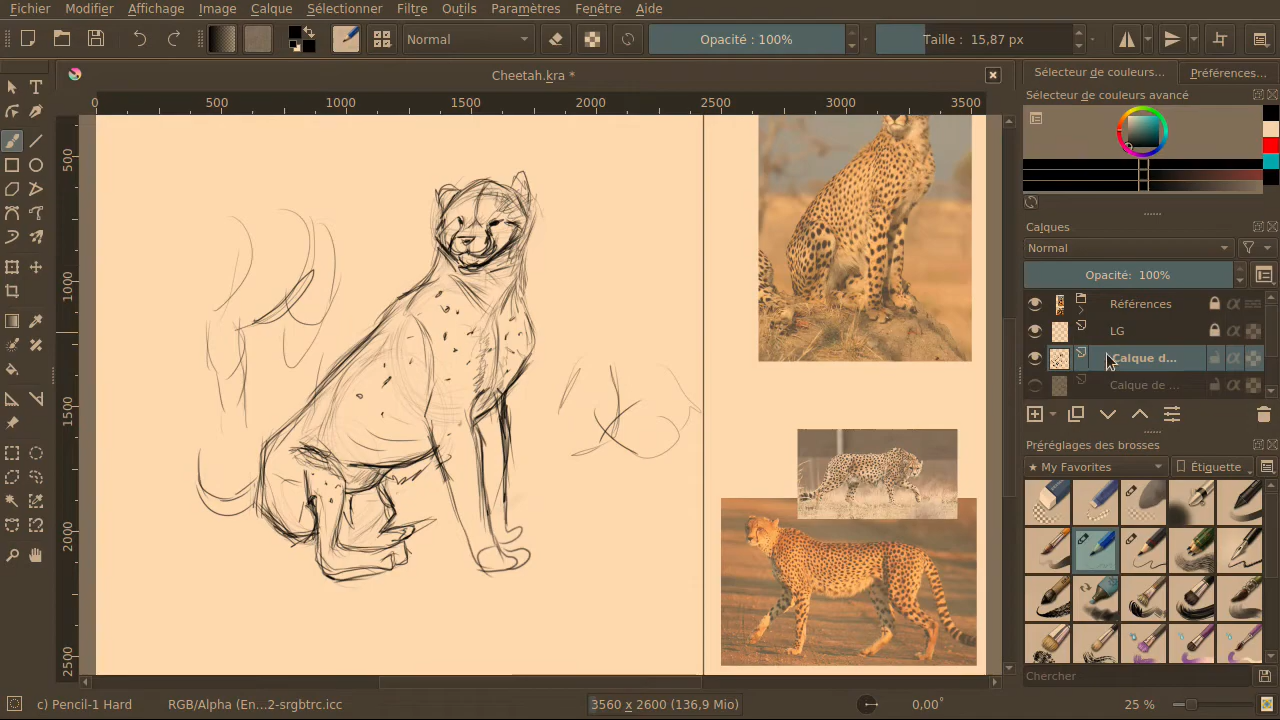 Fichier Modifier Affichage Image Calque Sélectionner Filtre Outils Paramètres Fenêtre Aide
Normal Opacité : 100% Taille : 15,87 px
Cheetah.kra *
Sélecteur de couleurs... Préférences...
Sélecteur de couleurs avancé
0 500 1000 1500 2000 2500 3000 3500
500
1000
1500
2000
2500
Calques
Normal
Opacité: 100%
Références
LG
Calque d...
Calque de ...
Préréglages des brosses
★ My Favorites Étiquette
Chercher
c) Pencil-1 Hard RGB/Alpha (En...2-srgbtrc.icc 3560 x 2600 (136,9 Mio) 0,00° 25 %